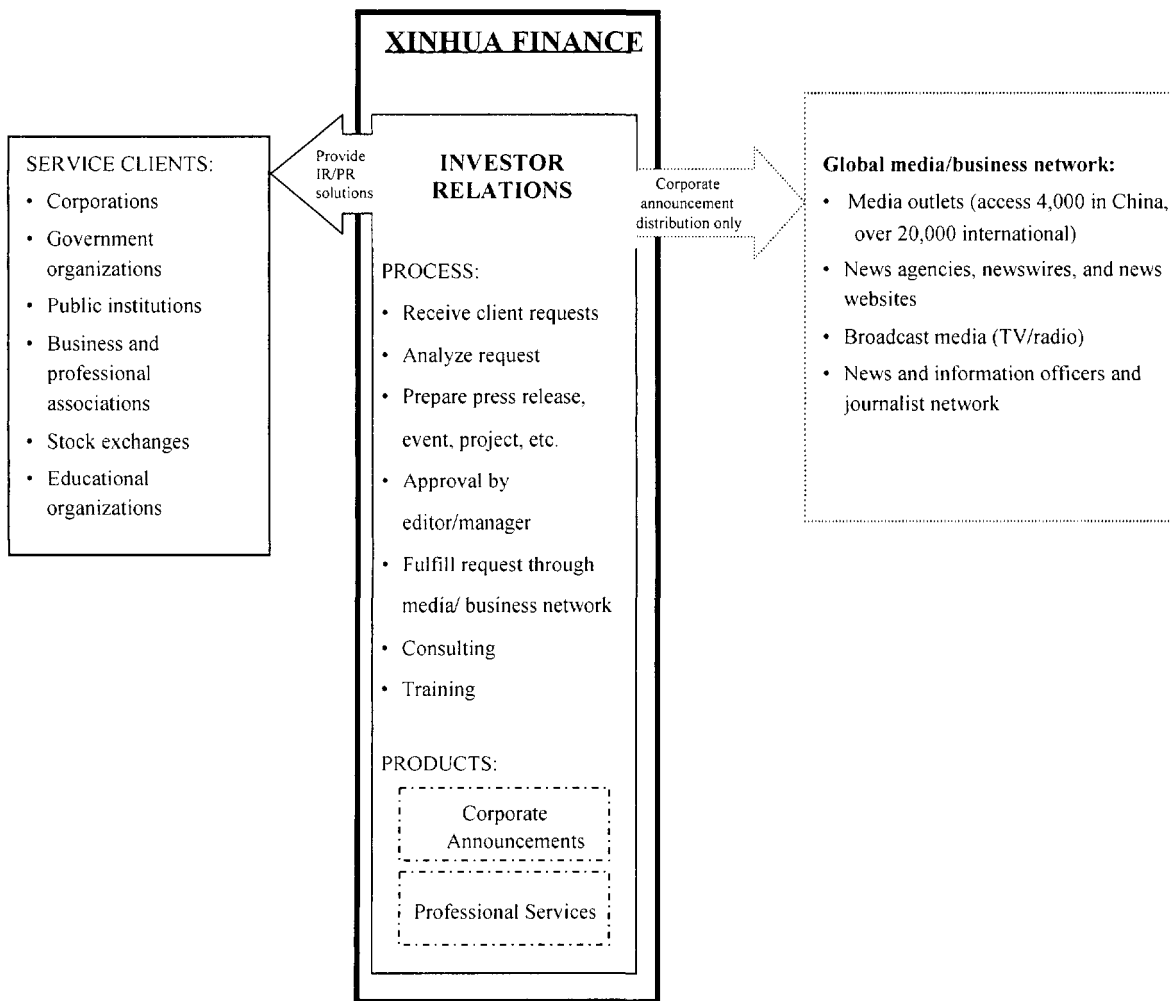 XINHUA FINANCE
SERVICE CLIENTS:
• Corporations
• Government
organizations
• Public institutions
• Business and
professional
associations
• Stock exchanges
• Educational
organizations
Provide
IR/PR
solutions
INVESTOR
RELATIONS
PROCESS:
• Receive client requests
• Analyze request
• Prepare press release,
event, project, etc.
• Approval by
editor/manager
• Fulfill request through
media/ business network
• Consulting
• Training
PRODUCTS:
Corporate
Announcements
Professional Services
Corporate
announcement
distribution only
Global media/business network:
• Media outlets (access 4,000 in China,
over 20,000 international)
• News agencies, newswires, and news
websites
• Broadcast media (TV/radio)
• News and information officers and
journalist network